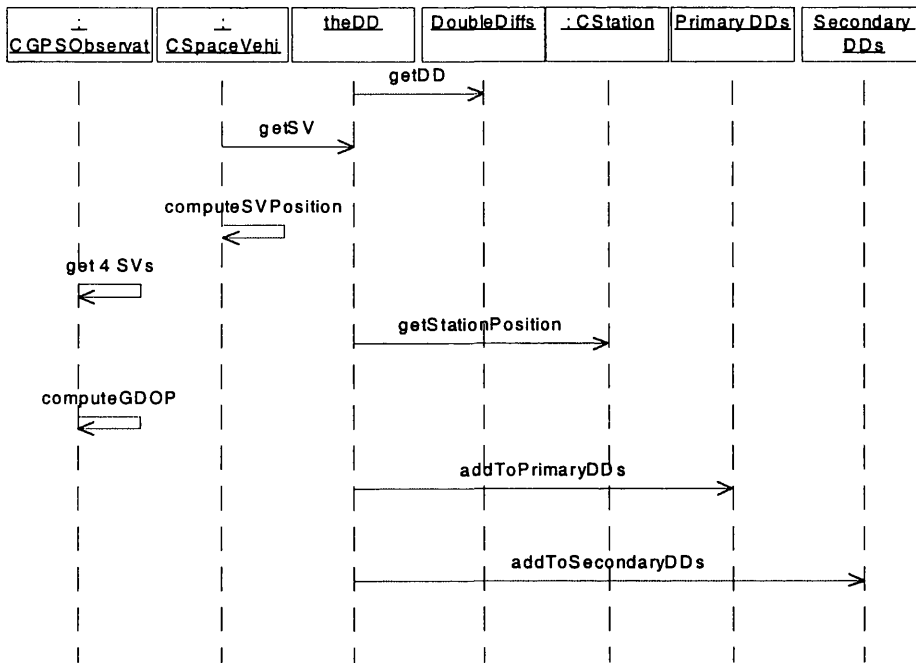 :
CGPSObservat
:
CSpaceVehi
theDD
DoubleDiffs
: CStation
Primary DDs
Secondary
DDs
getDD
getSV
computeSVPosition
get 4 SVs
getStationPosition
computeGDOP
addToPrimaryDDs
addToSecondaryDDs